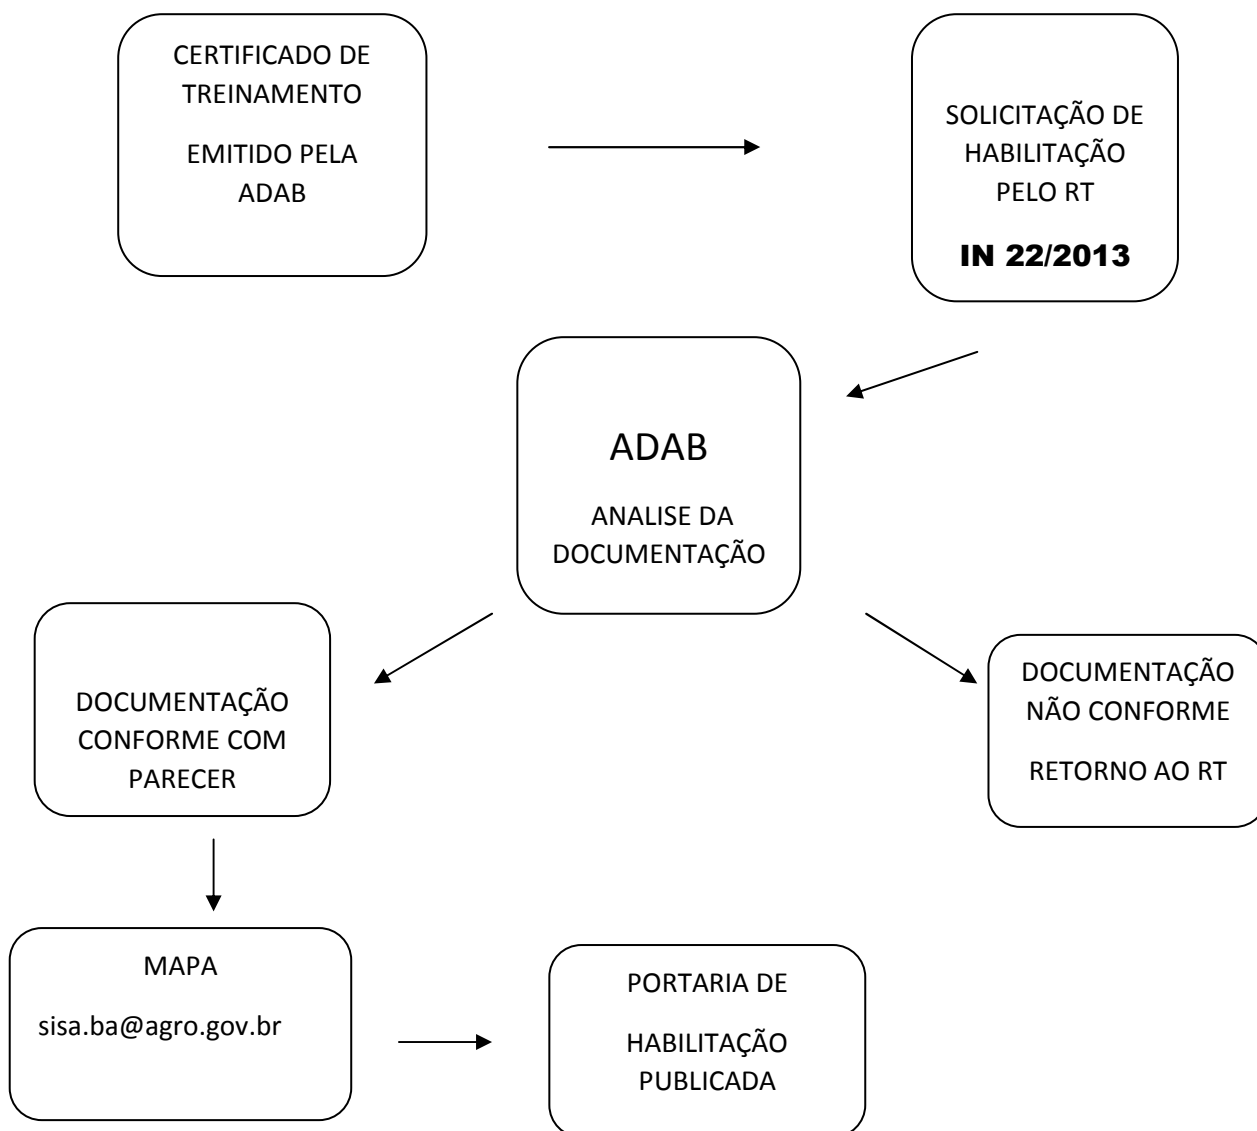 CERTIFICADO DE
TREINAMENTO
EMITIDO PELA
ADAB
SOLICITAÇÃO DE
HABILITAÇÃO
PELO RT
IN 22/2013
ADAB
ANALISE DA
DOCUMENTAÇÃO
DOCUMENTAÇÃO
CONFORME COM
PARECER
DOCUMENTAÇÃO
NÃO CONFORME
RETORNO AO RT
MAPA
sisa.ba@agro.gov.br
PORTARIA DE
HABILITAÇÃO
PUBLICADA